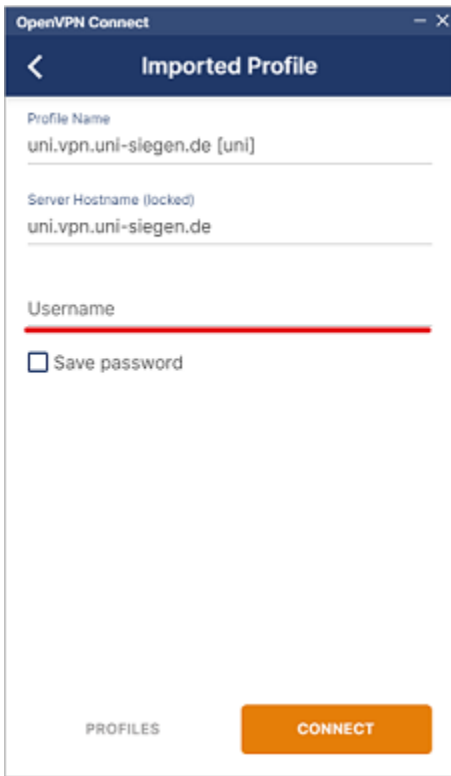 OpenVPN Connect
Imported Profile
Profile Name
uni.vpn.uni-siegen.de [uni]
Server Hostname (locked)
uni.vpn.uni-siegen.de
Username
Save password
PROFILES
CONNECT